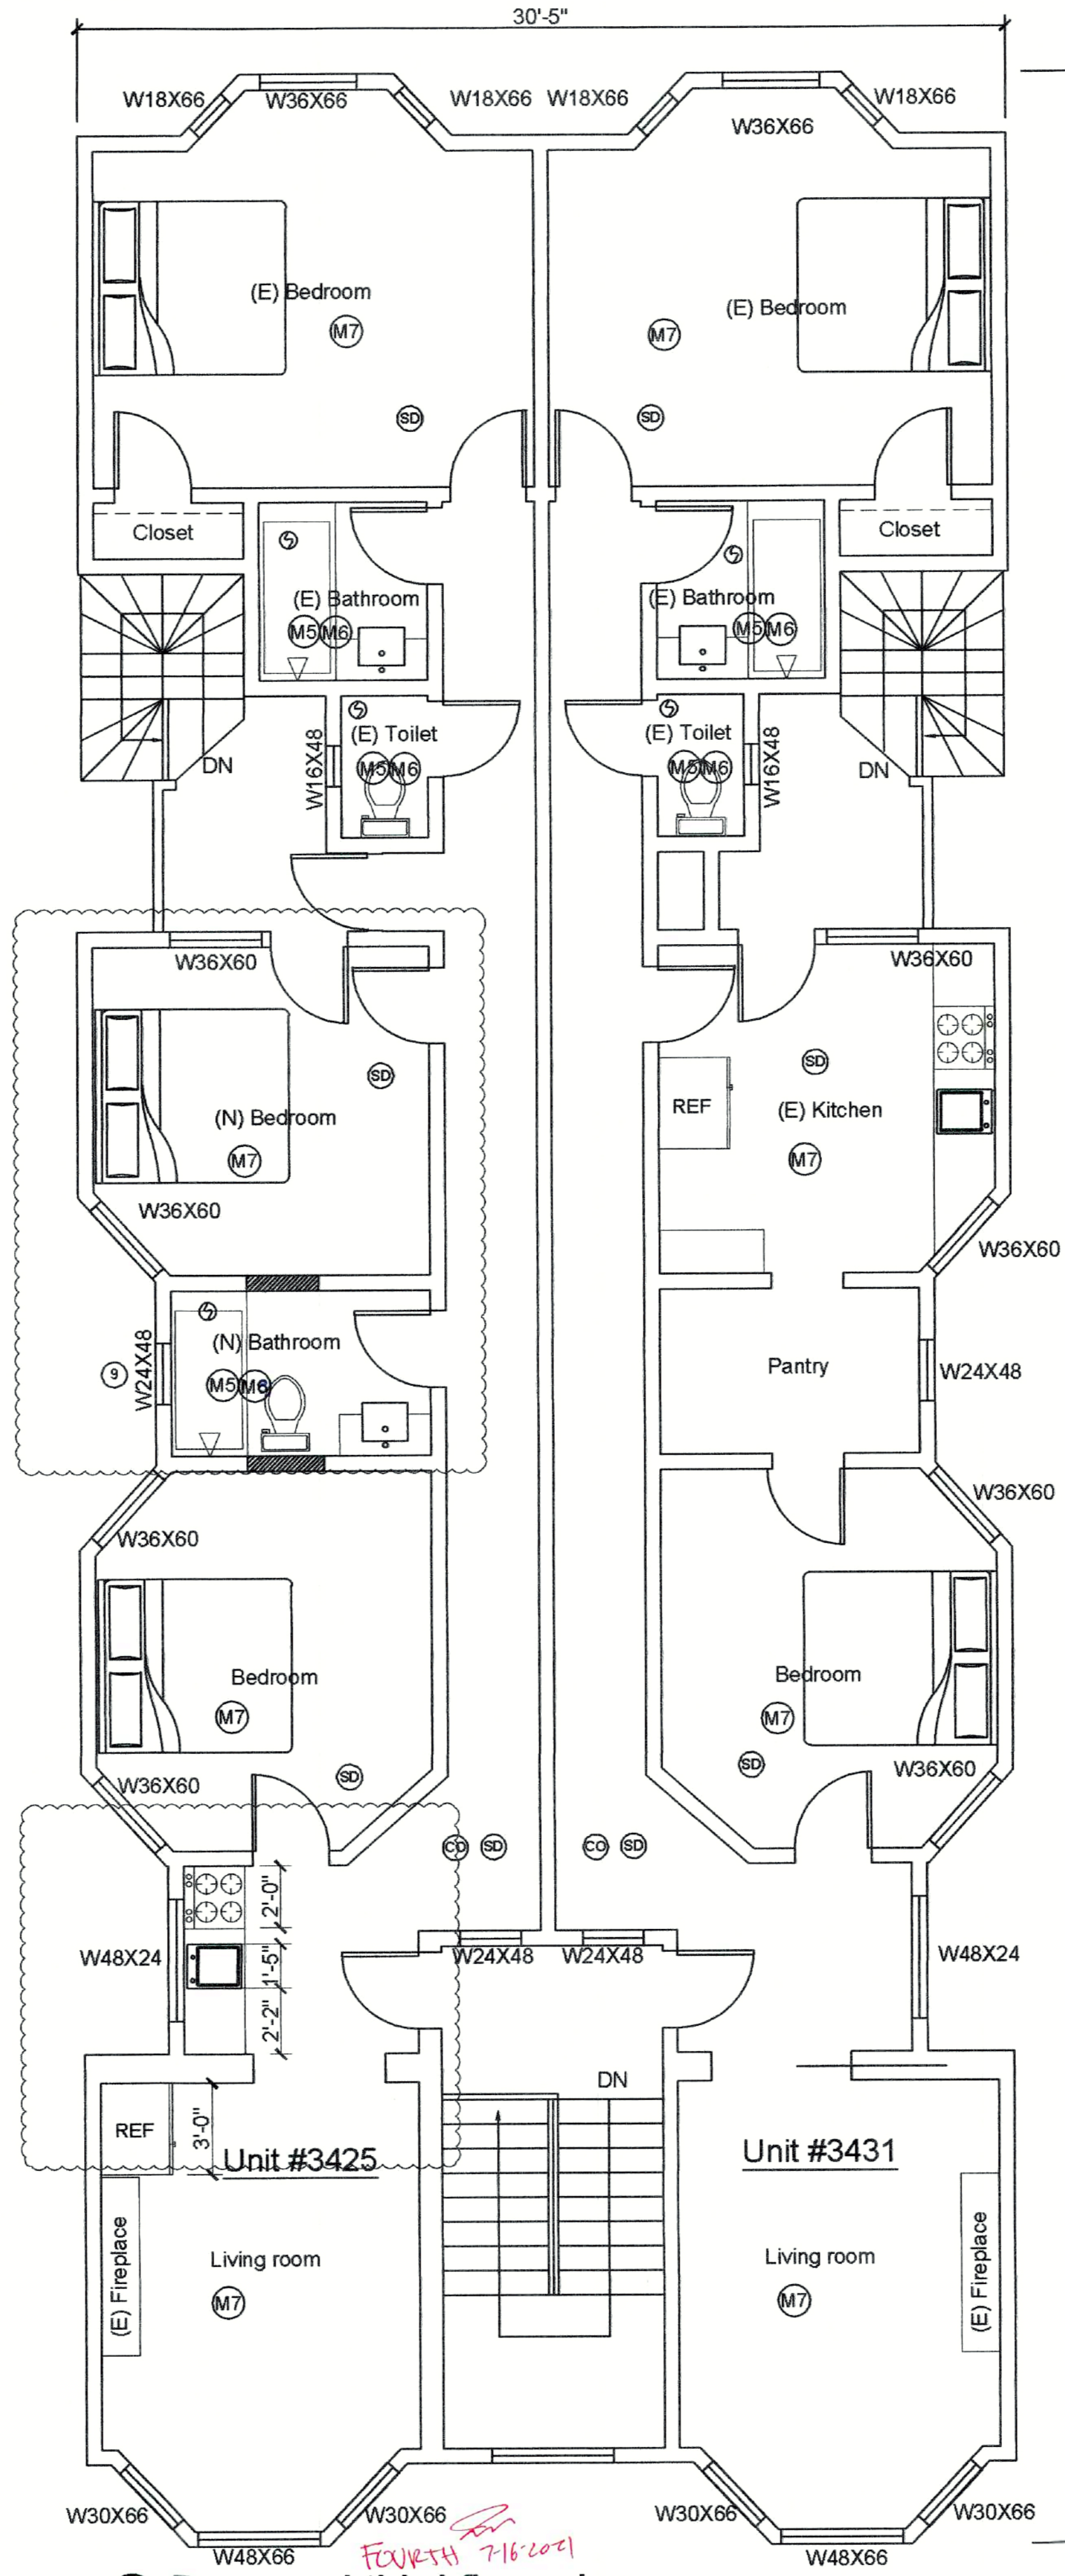 30'-5"
W18X66 W36X66 W18X66 W18X66 W36X66 W18X66
(E) Bedroom (E) Bedroom
M7 M7
SD SD
Closet Closet
(E) Bathroom (E) Bathroom
M5 M6 M5 M6
(E) Toilet (E) Toilet
W16X48 M5 M6 M5 M6 W16X48
DN DN
W36X60 W36X60
SD SD
REF (E) Kitchen
(N) Bedroom
M7 M7
W36X60 W36X60
(N) Bathroom
9 W24X48 M5 M6 Pantry W24X48
W36X60 W36X60
Bedroom Bedroom
M7 M7
SD SD
W36X60 W36X60
CO SD CO SD
2'-0"
W48X24 1'-5" W24X48 W24X48 W48X24
2'-2"
DN
REF 3'-0" Unit #3425 Unit #3431
(E) Fireplace Living room Living room (E) Fireplace
M7 M7
W30X66 W30X66 W30X66 W30X66
W48X66 FOURTH 7-16-2021 W48X66